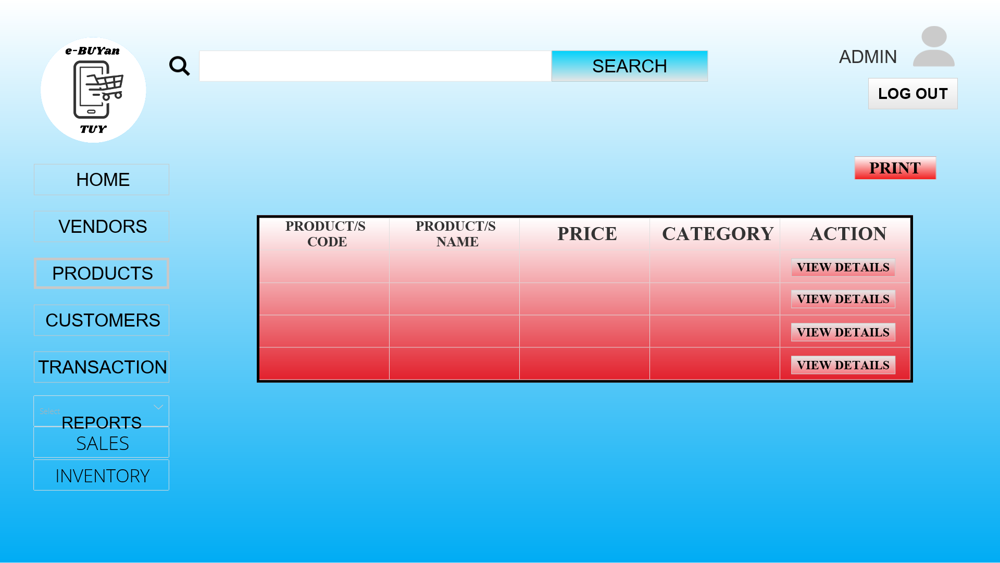 e-BUYan
TUY
SEARCH
ADMIN
LOG OUT
HOME
VENDORS
PRODUCTS
CUSTOMERS
TRANSACTION
Select
REPORTS
SALES
INVENTORY
PRINT
PRODUCT/S
CODE
PRODUCT/S
NAME
PRICE
CATEGORY
ACTION
VIEW DETAILS
VIEW DETAILS
VIEW DETAILS
VIEW DETAILS